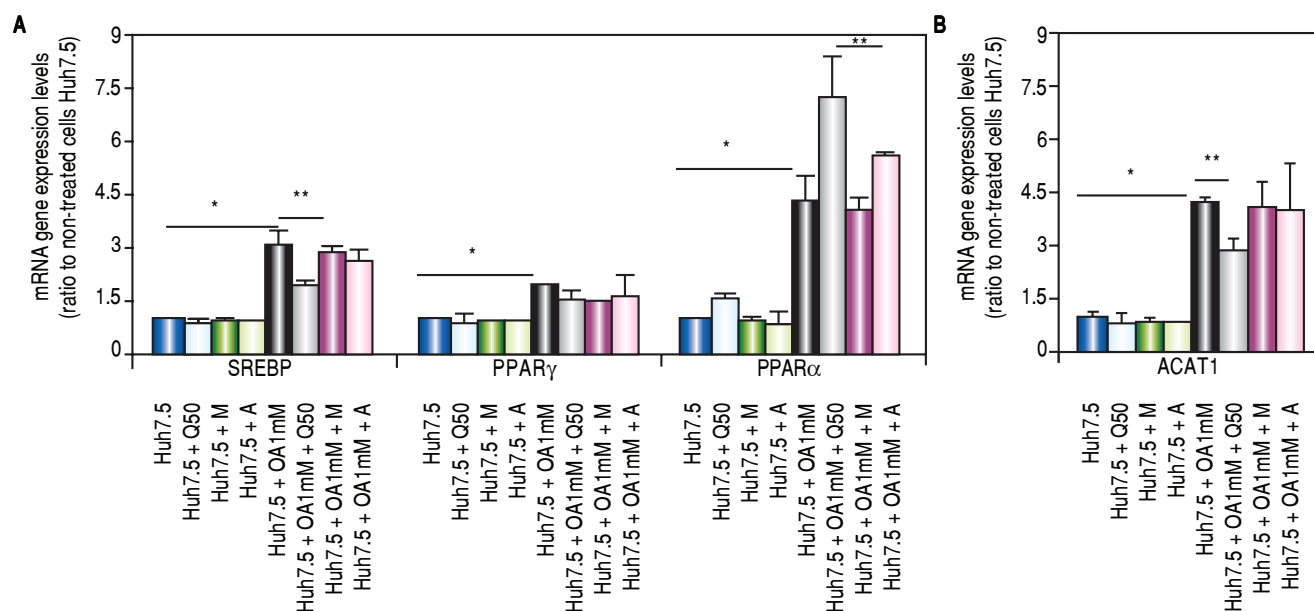 A
mRNA gene expression levels
(ratio to non-treated cells Huh7.5)
9
7.5
6
4.5
3
1.5
0
*
**
*
*
**
SREBP
PPARγ
PPARα
Huh7.5
Huh7.5 + Q50
Huh7.5 + M
Huh7.5 + A
Huh7.5 + OA1mM
Huh7.5 + OA1mM + Q50
Huh7.5 + OA1mM + M
Huh7.5 + OA1mM + A
Huh7.5
Huh7.5 + Q50
Huh7.5 + M
Huh7.5 + A
Huh7.5 + OA1mM
Huh7.5 + OA1mM + Q50
Huh7.5 + OA1mM + M
Huh7.5 + OA1mM + A
Huh7.5
Huh7.5 + Q50
Huh7.5 + M
Huh7.5 + A
Huh7.5 + OA1mM
Huh7.5 + OA1mM + Q50
Huh7.5 + OA1mM + M
Huh7.5 + OA1mM + A
B
mRNA gene expression levels
(ratio to non-treated cells Huh7.5)
9
7.5
6
4.5
3
1.5
0
*
**
ACAT1
Huh7.5
Huh7.5 + Q50
Huh7.5 + M
Huh7.5 + A
Huh7.5 + OA1mM
Huh7.5 + OA1mM + Q50
Huh7.5 + OA1mM + M
Huh7.5 + OA1mM + A